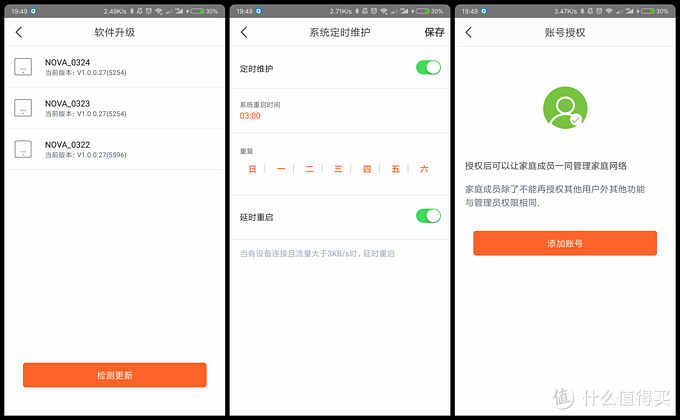 19:49
2.49K/s
30%
软件升级
NOVA_0324
当前版本: V1.0.0.27(5254)
NOVA_0323
当前版本: V1.0.0.27(5254)
NOVA_0322
当前版本: V1.0.0.27(5596)
检测更新
19:49
2.71K/s
30%
系统定时维护
保存
定时维护
系统重启时间
03:00
重复
日 一 二 三 四 五 六
延时重启
当有设备连接且流量大于3KB/s时, 延时重启
19:49
3.47K/s
30%
账号授权
授权后可以让家庭成员一同管理家庭网络
家庭成员除了不能再授权其他用户外其他功能
与管理员权限相同.
添加账号
值 什么值得买